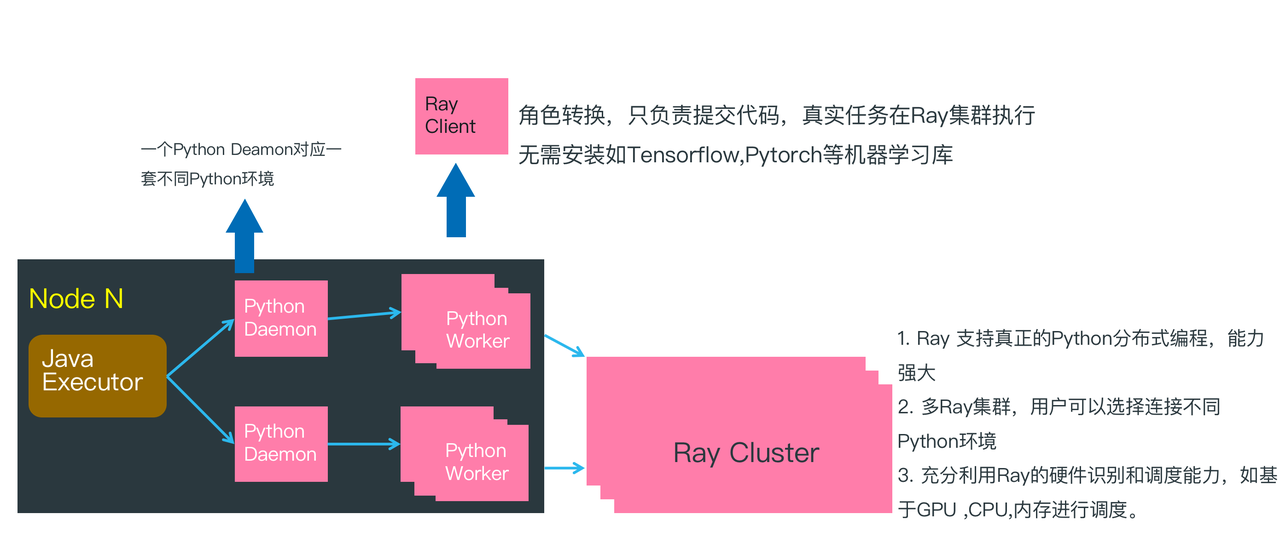 Ray
Client
角色转换，只负责提交代码，真实任务在Ray集群执行
无需安装如Tensorflow,Pytorch等机器学习库
一个Python Deamon对应一
套不同Python环境
Node N
Java
Executor
Python
Daemon
Python
Worker
Python
Daemon
Python
Worker
Ray Cluster
1. Ray 支持真正的Python分布式编程，能力
强大
2. 多Ray集群，用户可以选择连接不同
Python环境
3. 充分利用Ray的硬件识别和调度能力，如基
于GPU ,CPU,内存进行调度。